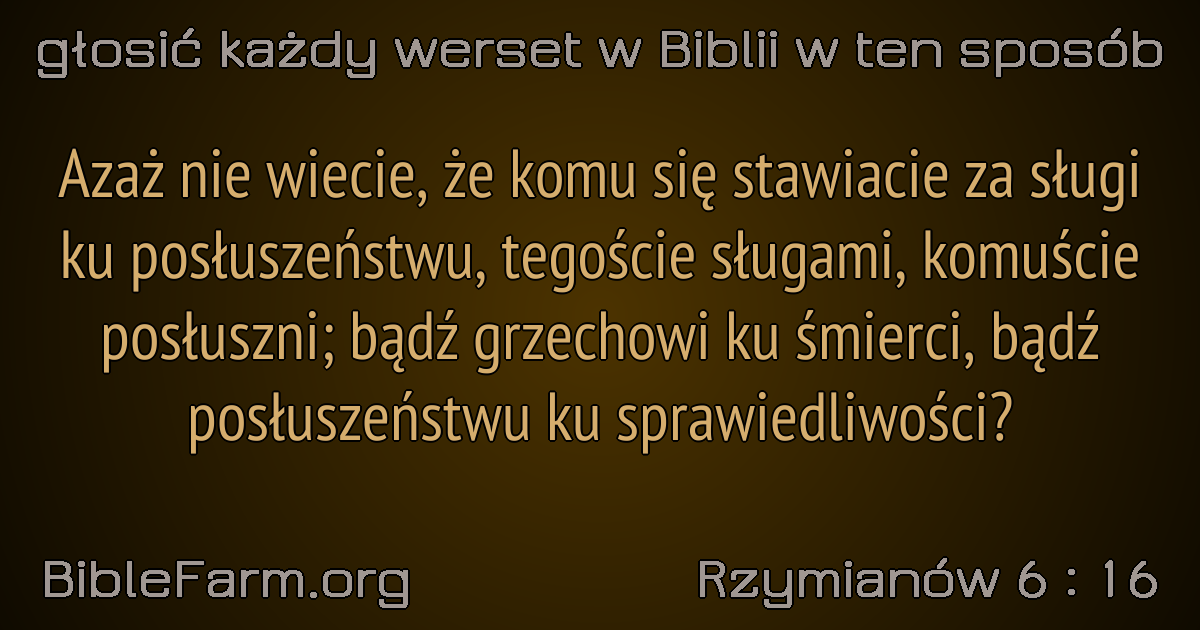 głosić każdy werset w Biblii w ten sposób
Azaż nie wiecie, że komu się stawiacie za sługi
ku posłuszeństwu, tegoście sługami, komuście
posłuszni; bądź grzechowi ku śmierci, bądź
posłuszeństwu ku sprawiedliwości?
BibleFarm.org
Rzymianów 6 : 16